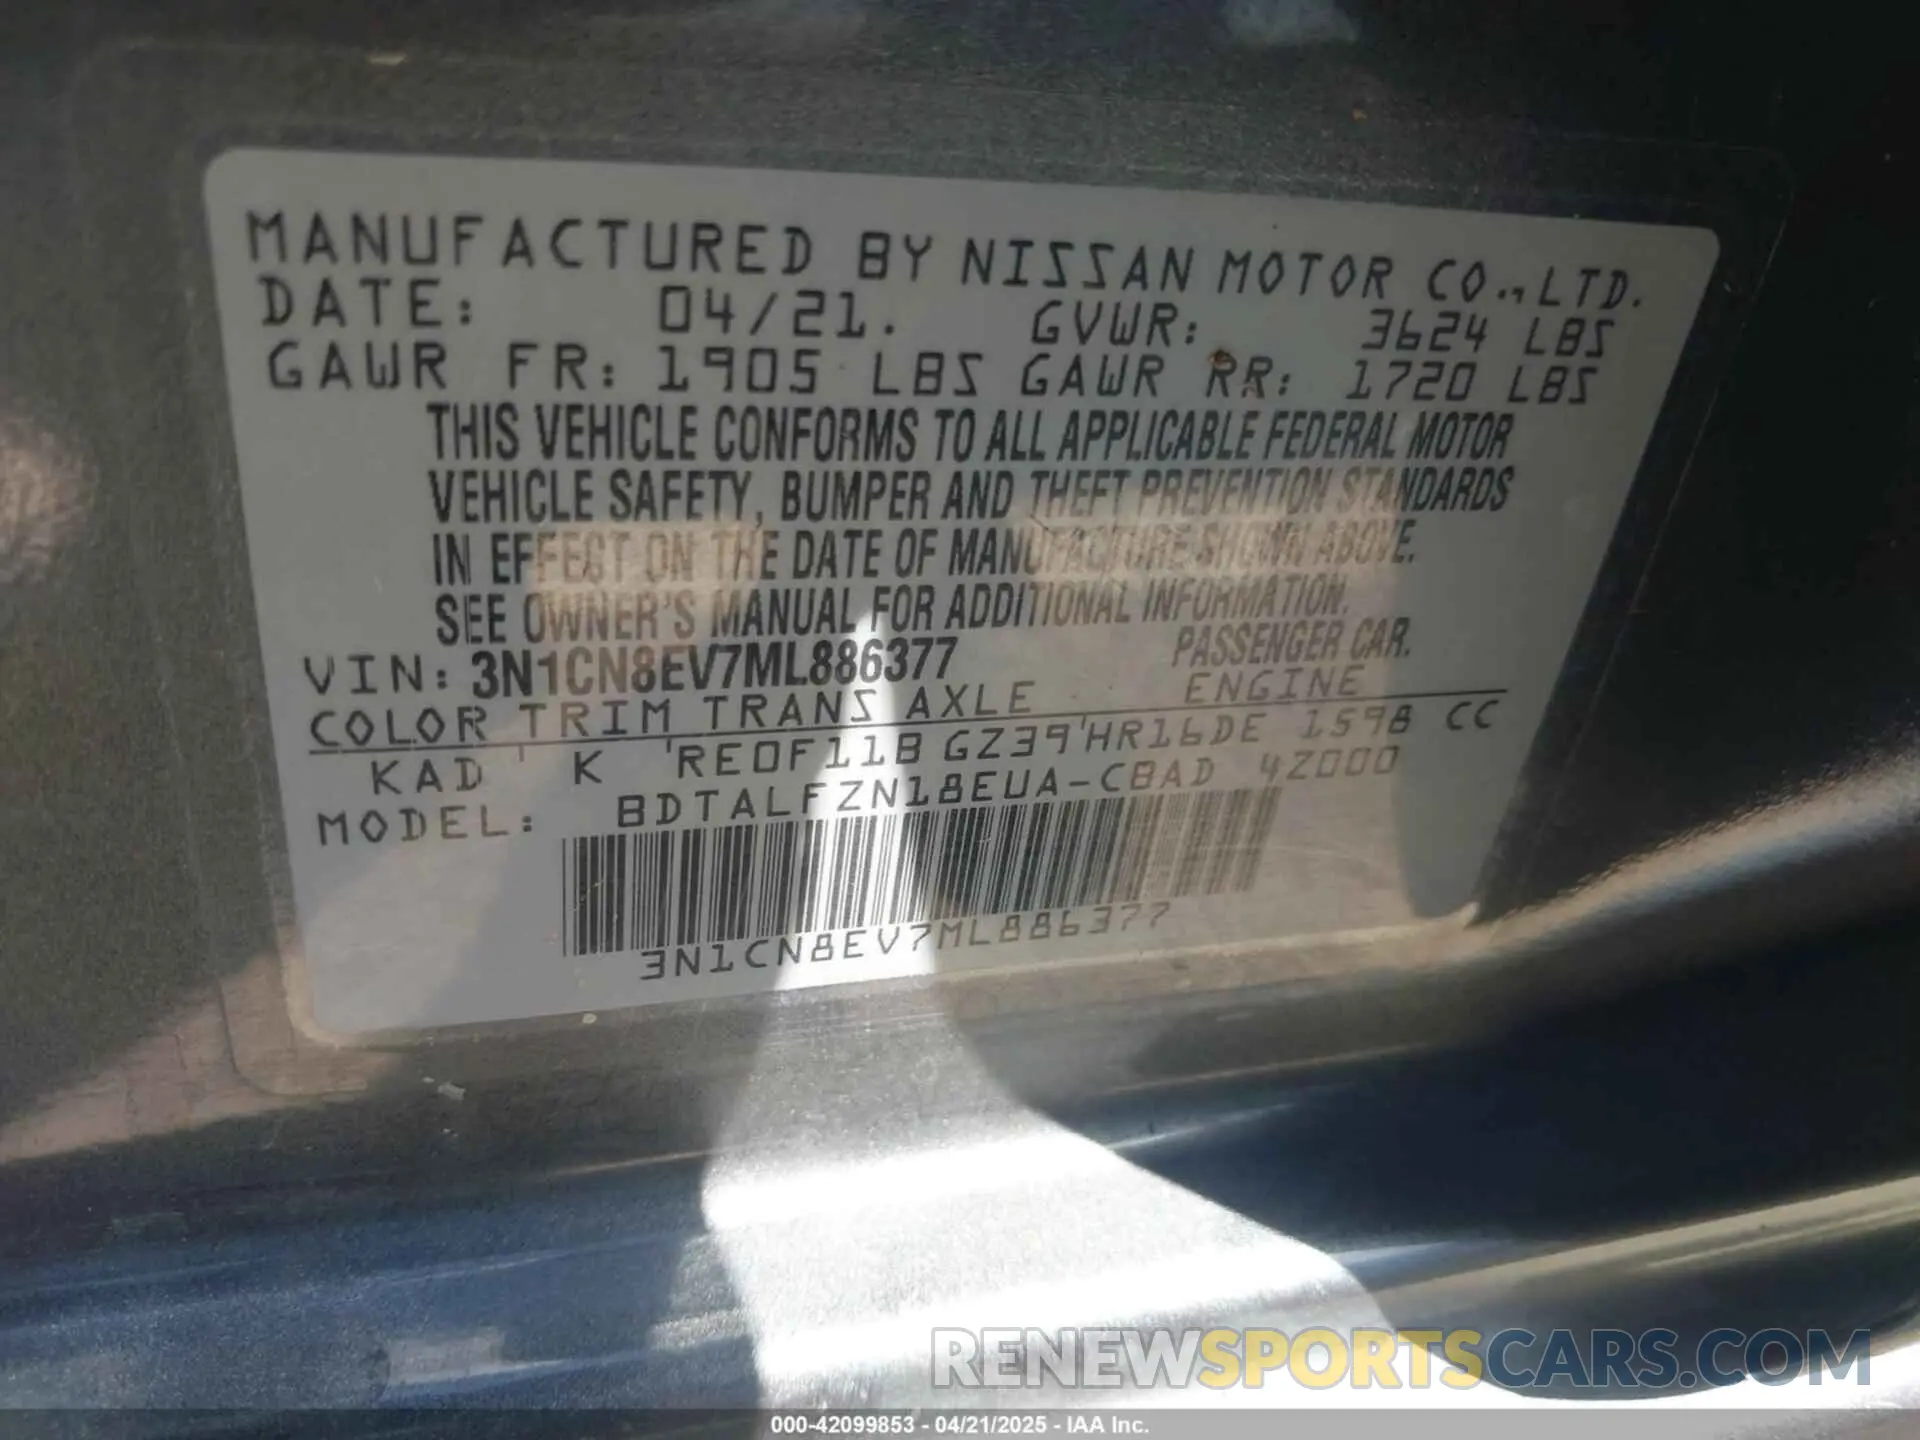 MANUFACTURED BY NISSAN MOTOR CO.,LTD.
DATE: 04/21. GVWR: 3624 LBS
GAWR FR: 1905 LBS GAWR RR: 1720 LBS
THIS VEHICLE CONFORMS TO ALL APPLICABLE FEDERAL MOTOR
VEHICLE SAFETY, BUMPER AND THEFT PREVENTION STANDARDS
IN EFFECT ON THE DATE OF MANUFACTURE SHOWN ABOVE.
SEE OWNER'S MANUAL FOR ADDITIONAL INFORMATION.
VIN: 3N1CN8EV7ML886377 PASSENGER CAR.
COLOR TRIM TRANS AXLE ENGINE
KAD K RE0F11B GZ39 HR16DE 1598 CC
MODEL: BDTALFZN18EUA-CBAD 4Z000
3N1CN8EV7ML886377
RENEWSPORTSCARS.COM
000-42099853 - 04/21/2025 - IAA Inc.